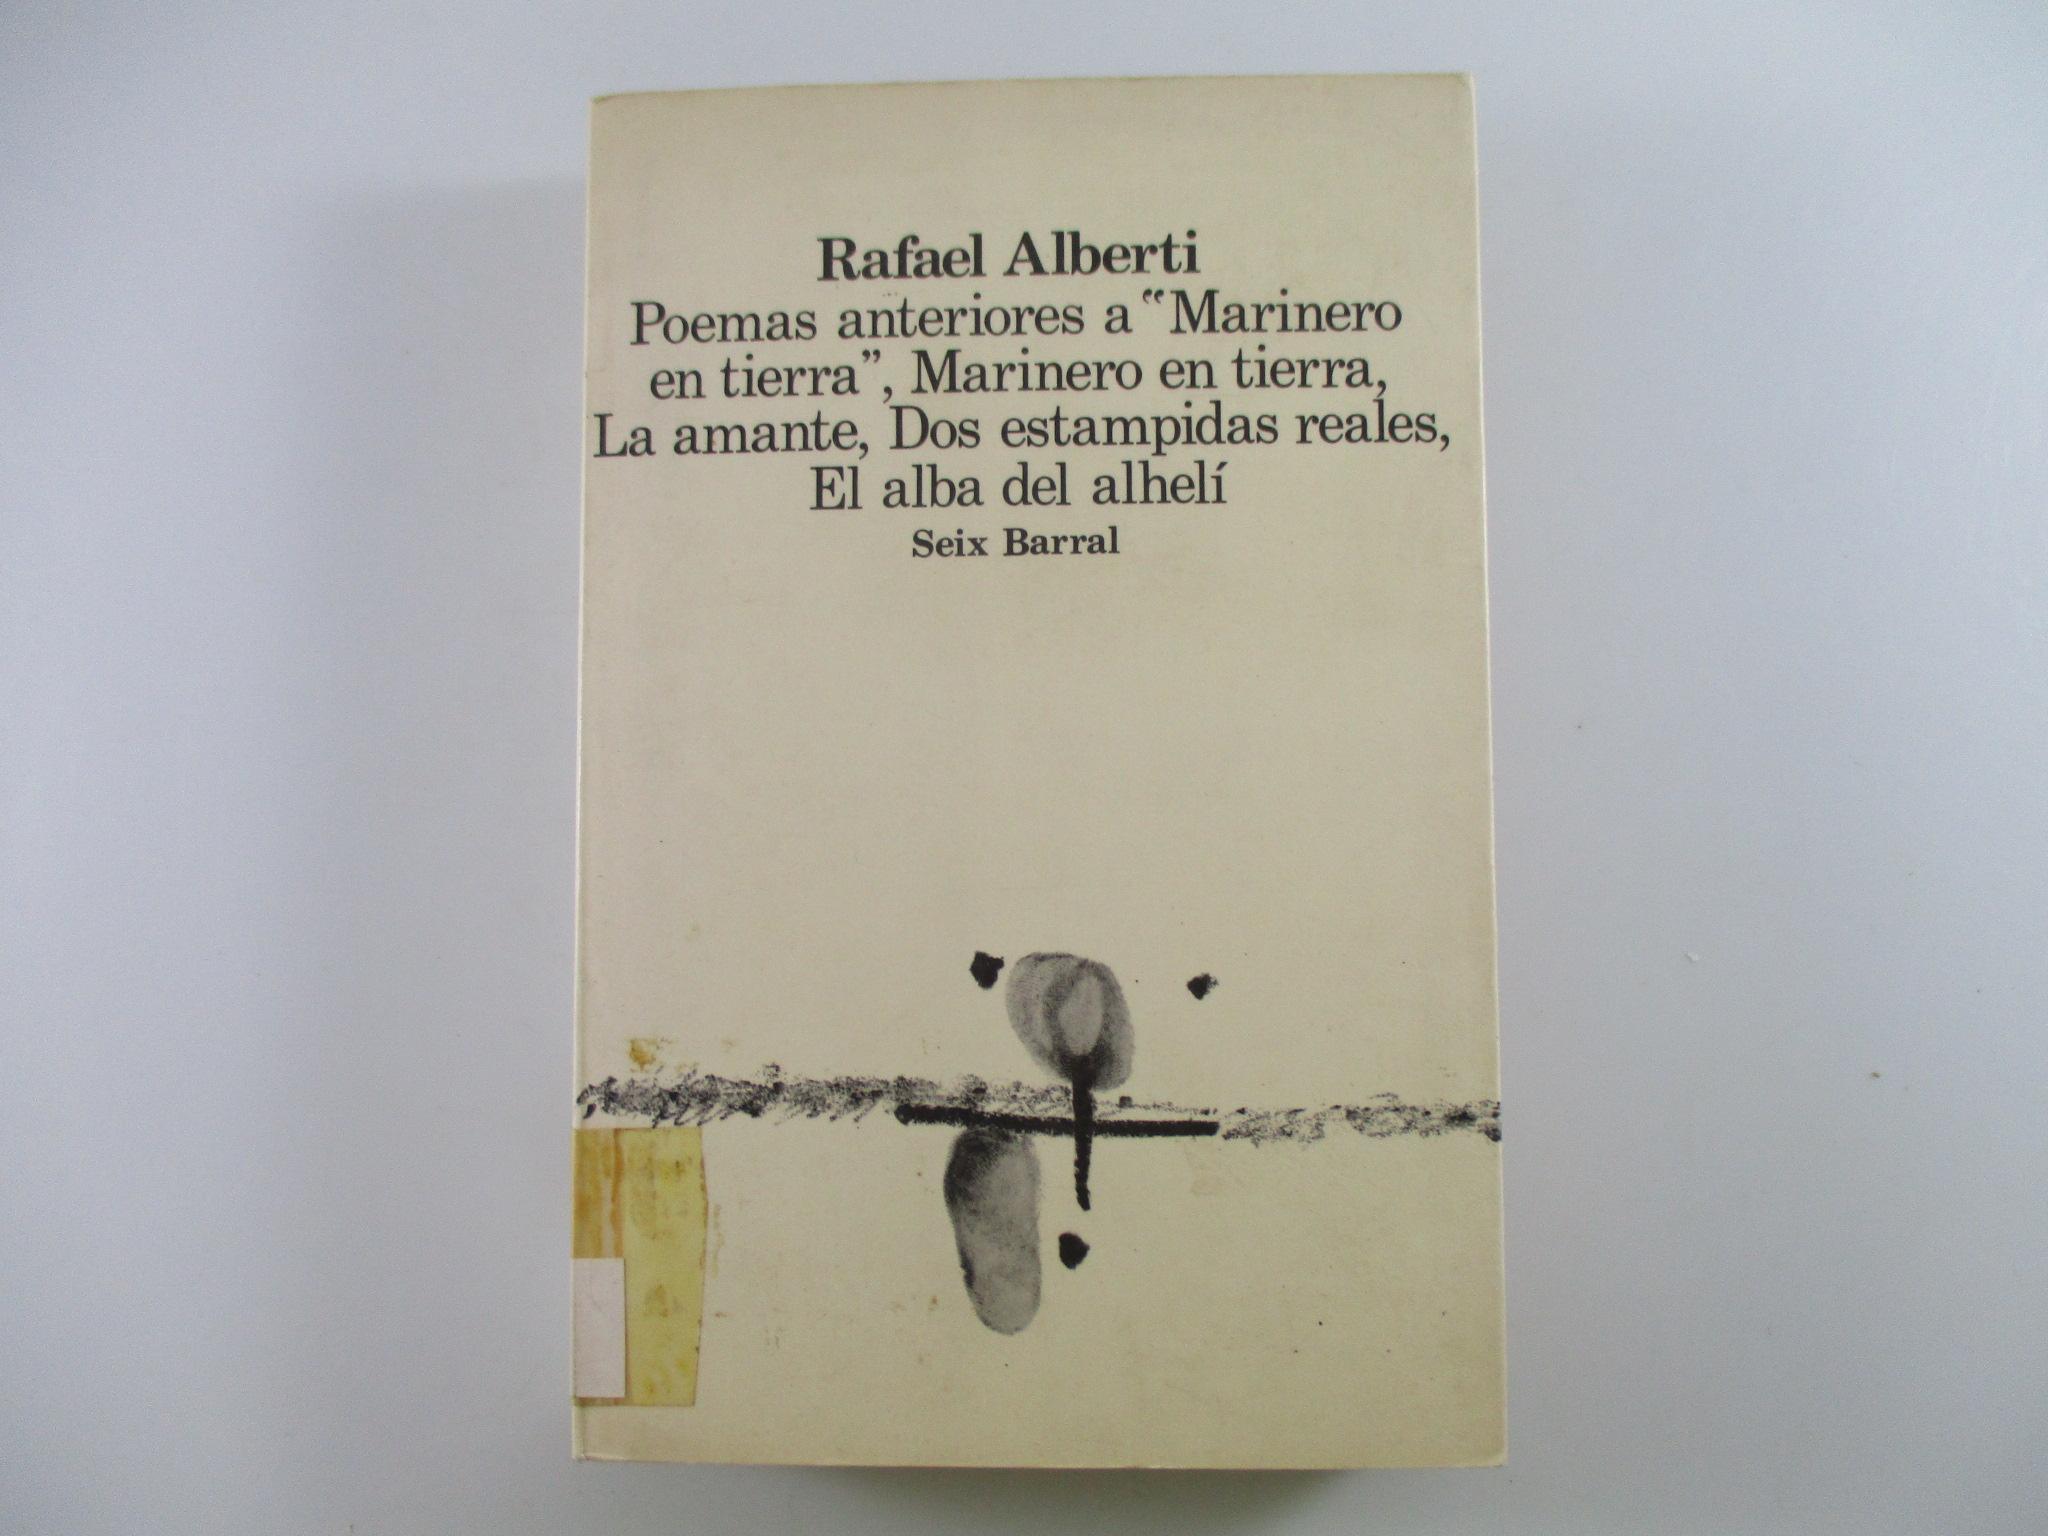 Rafael Alberti
Poemas anteriores a “Marinero
en tierra”, Marinero en tierra,
La amante, Dos estampidas reales,
El alba del alhelí
Seix Barral